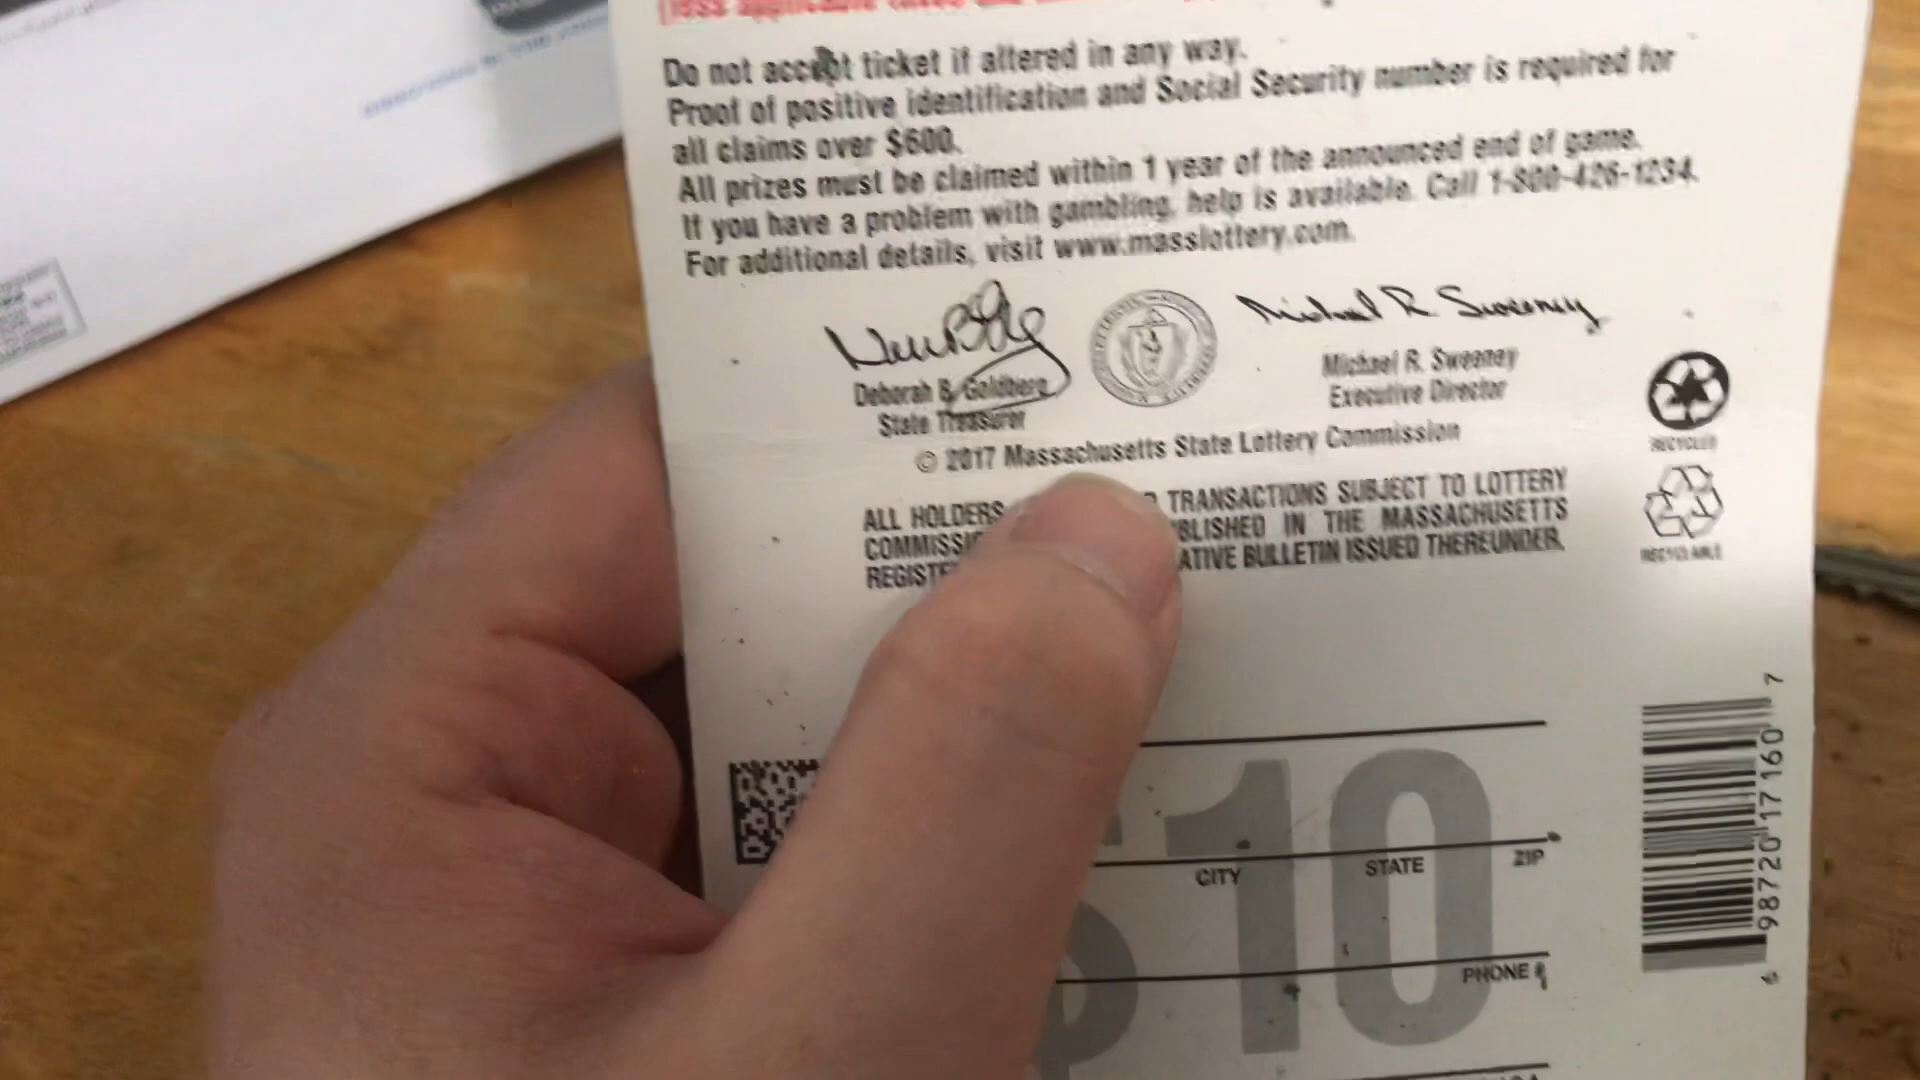 Do not accept ticket if altered in any way.
Proof of positive identification and Social Security number is required for
all claims over $600.
All prizes must be claimed within 1 year of the announced end of game.
If you have a problem with gambling, help is available. Call 1-800-426-1234.
For additional details, visit www.masslottery.com.
Michael R. Sweeney
Deborah B. Goldberg
State Treasurer
Michael R. Sweeney
Executive Director
© 2017 Massachusetts State Lottery Commission
RECYCLED
ALL HOLDERS TRANSACTIONS SUBJECT TO LOTTERY
BLISHED IN THE MASSACHUSETTS
ATIVE BULLETIN ISSUED THEREUNDER.
RECYCLABLE
$10
CITY STATE ZIP
PHONE #
6 98720 17160 7